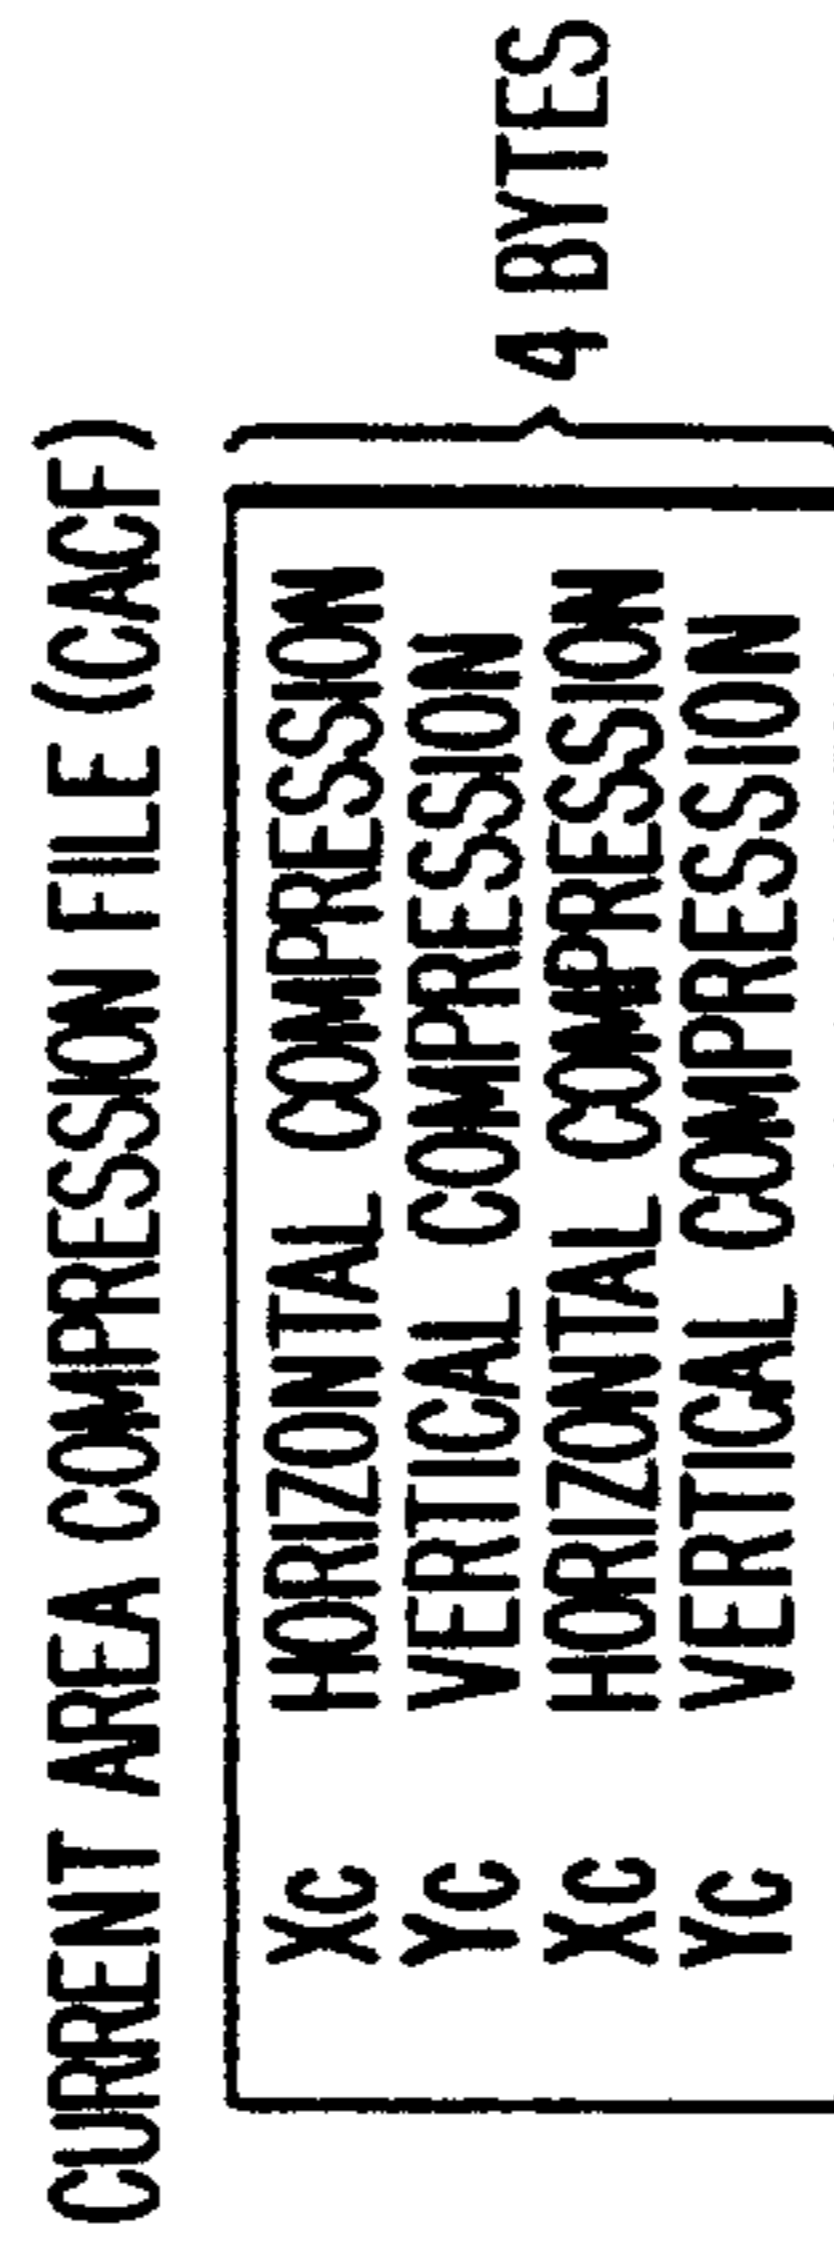 CURRENT AREA COMPRESSION FILE (CACF)
XC HORIZONTAL COMPRESSION
YC VERTICAL COMPRESSION
XC HORIZONTAL COMPRESSION
YC VERTICAL COMPRESSION
4 BYTES